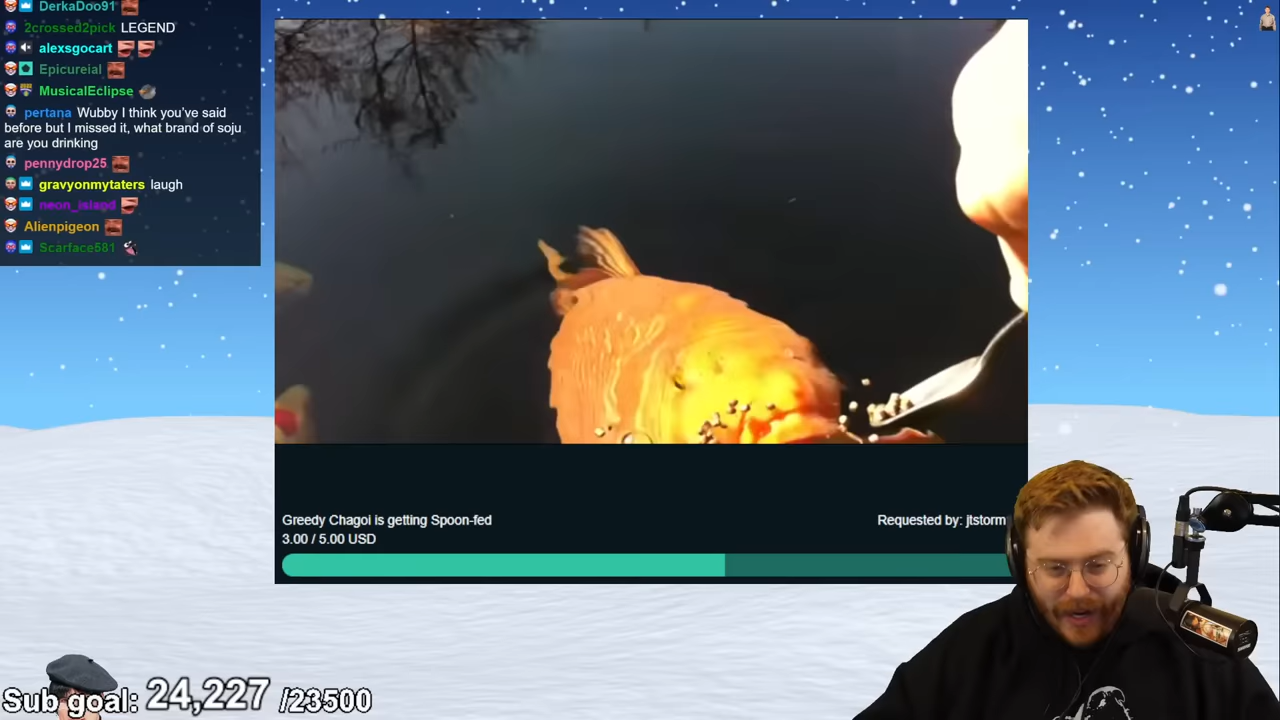 DerkaDoo91
2crossed2pick LEGEND
alexsgocart
Epicureial
MusicalEclipse
pertana Wubby I think you've said
before but I missed it, what brand of soju
are you drinking
pennydrop25
gravyonmytaters laugh
neon_island
Alienpigeon
Scarface581
Greedy Chagoi is getting Spoon-fed
Requested by: jtstorm
3.00 / 5.00 USD
Sub goal: 24,227 /23500